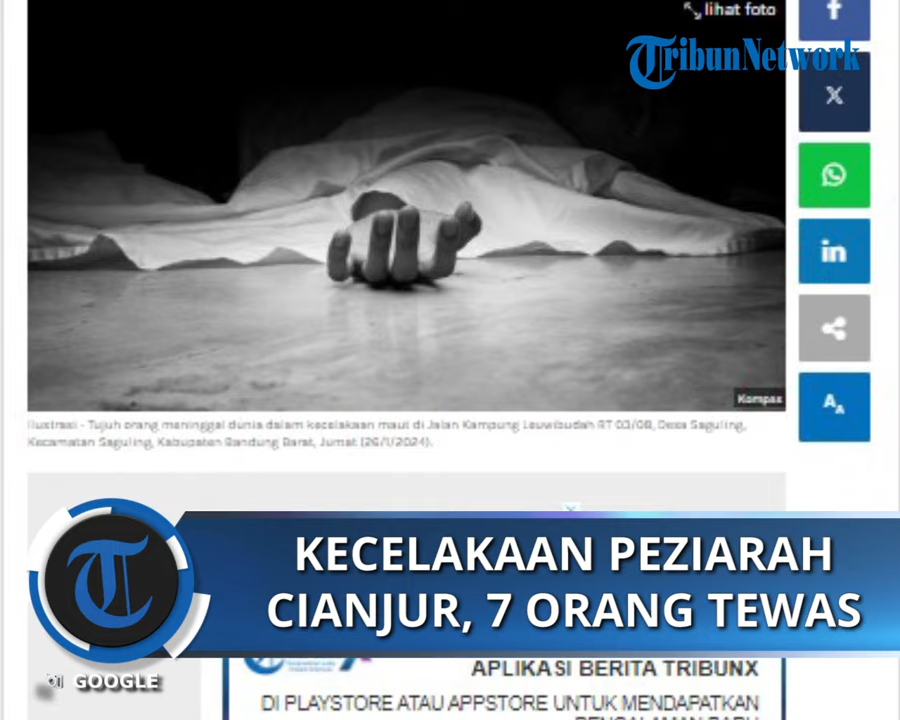 lihat foto
TribunNetwork
f
X
in
Kompas
Ilustrasi - Tujuh orang meninggal dunia dalam kecelakaan maut di Jalan Kampung Leuwibudah RT 03/08, Desa Saguling,
Kecamatan Saguling, Kabupaten Bandung Barat, Jumat (26/1/2024).
A A
KECELAKAAN PEZIARAH
CIANJUR, 7 ORANG TEWAS
T
GOOGLE
APLIKASI BERITA TRIBUNX
DI PLAYSTORE ATAU APPSTORE UNTUK MENDAPATKAN